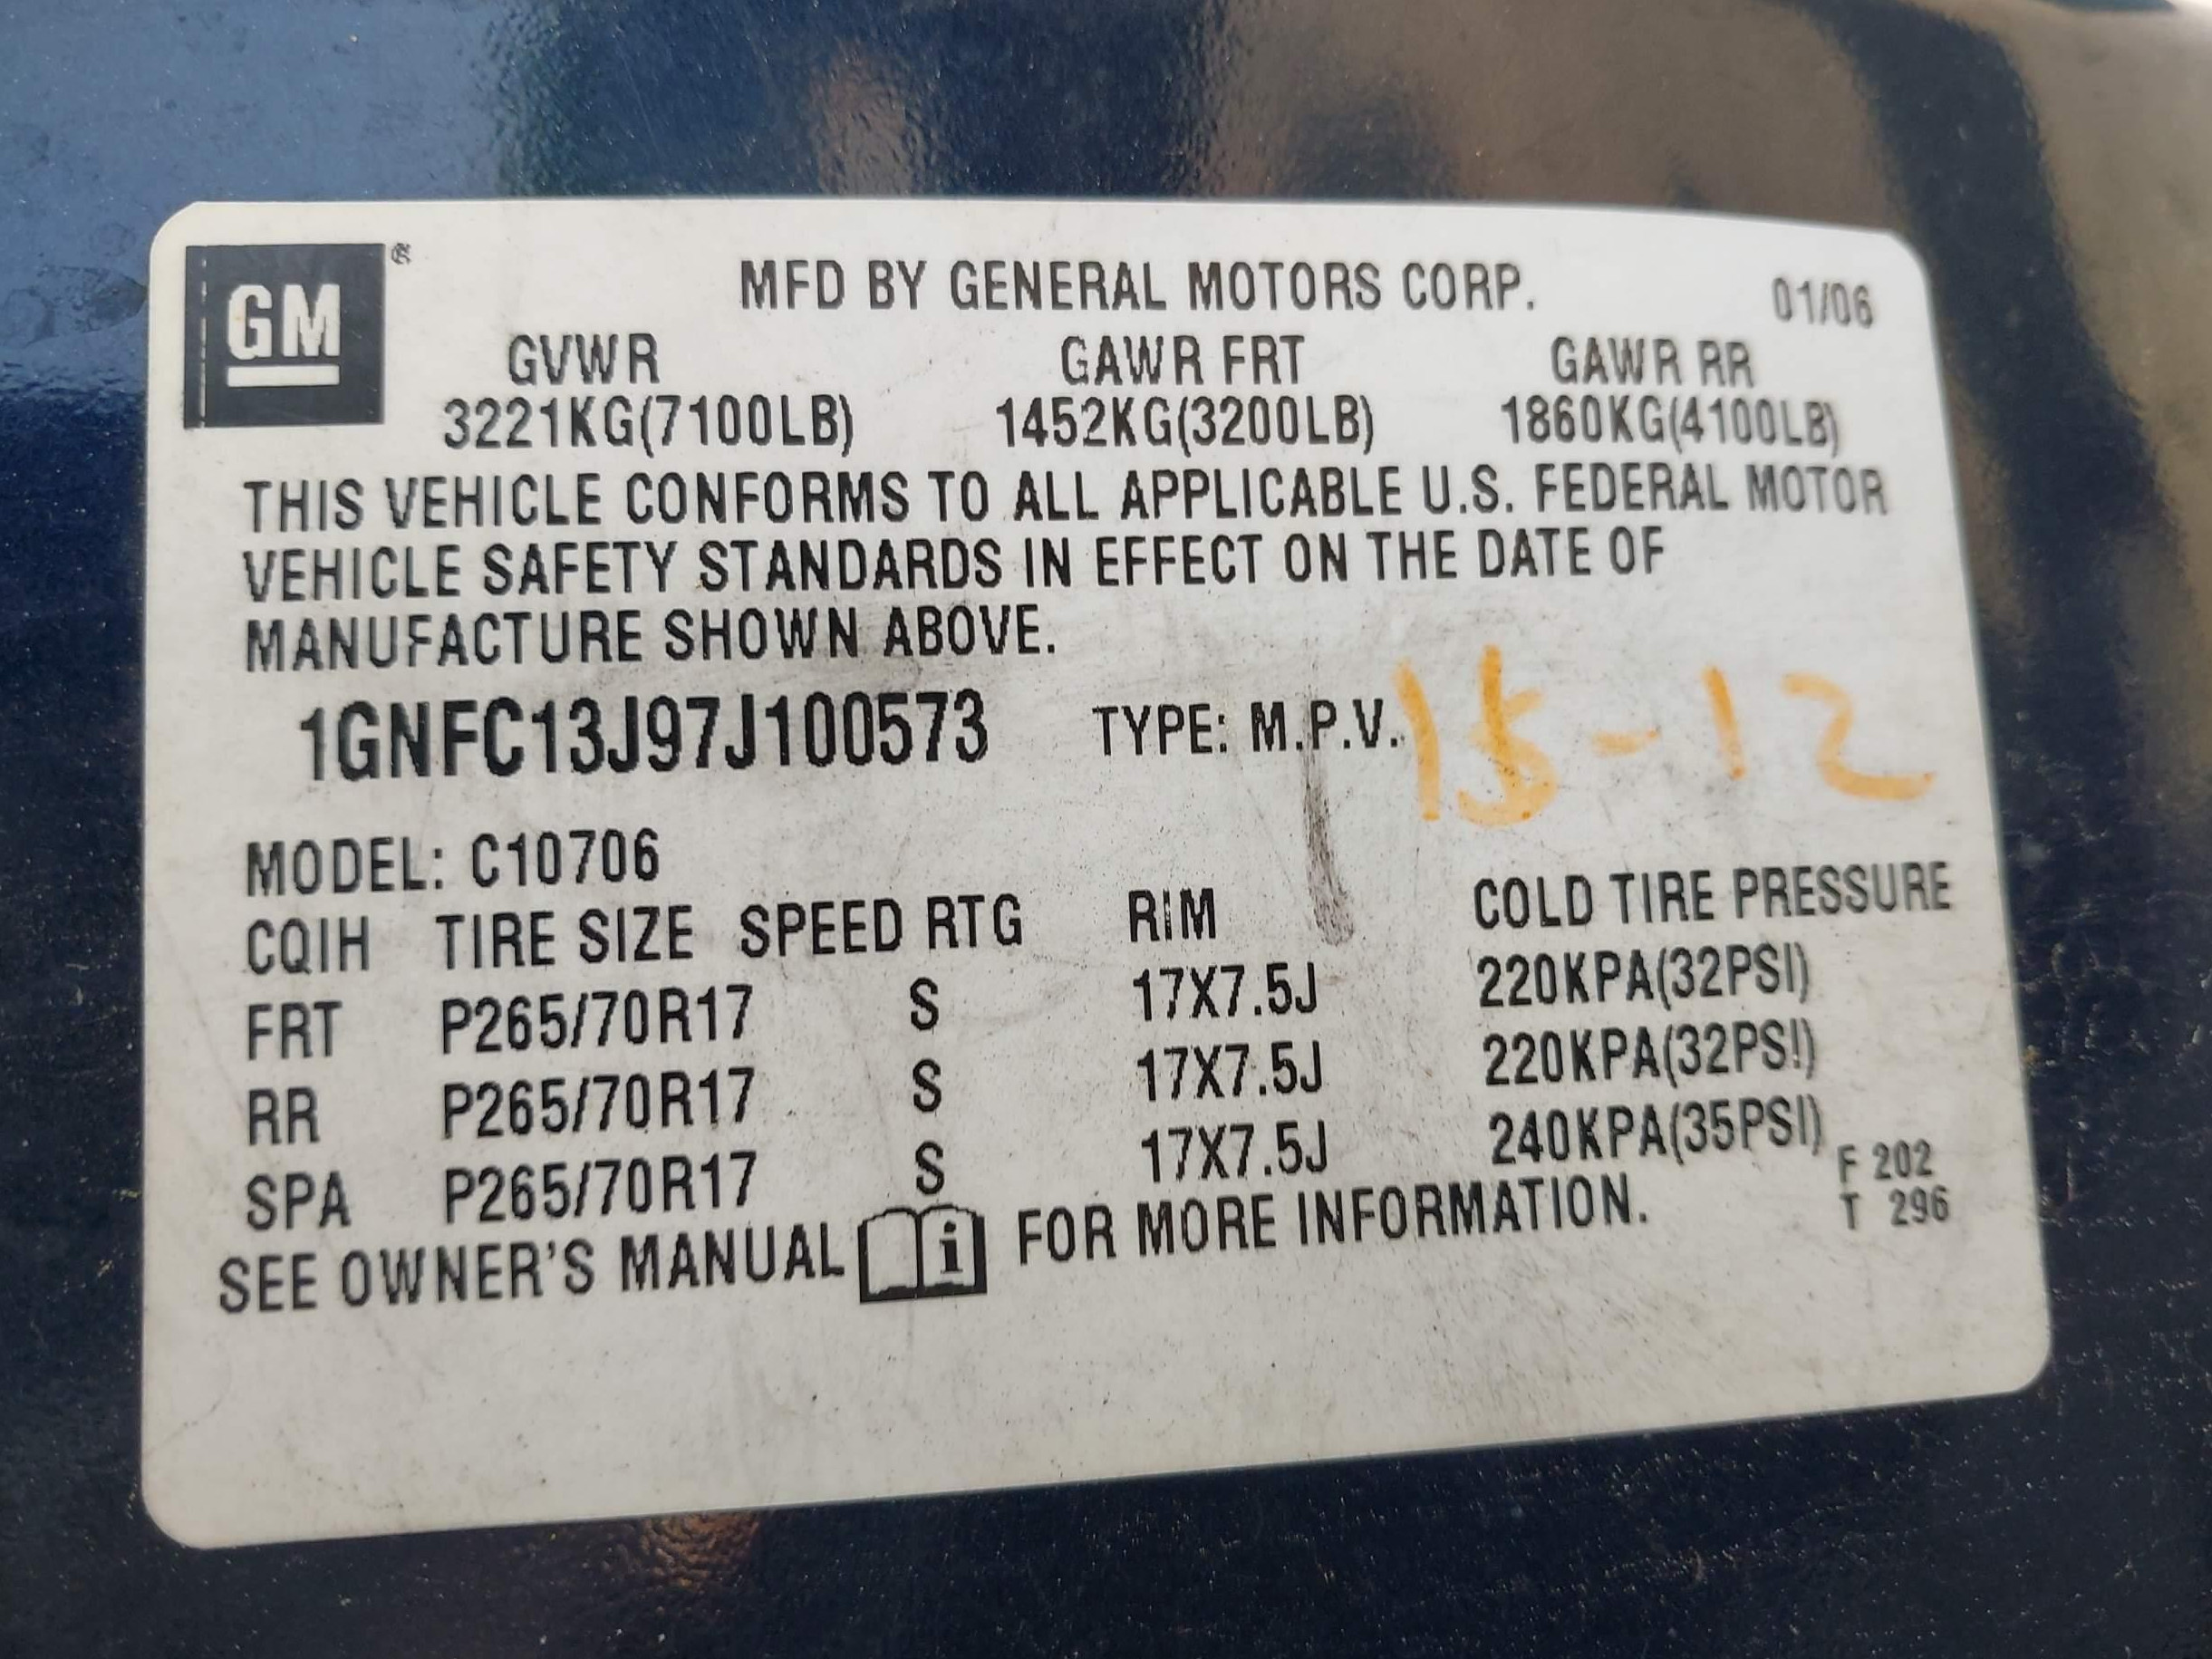 GM ®
MFD BY GENERAL MOTORS CORP. 01/06
GVWR GAWR FRT GAWR RR
3221KG(7100LB) 1452KG(3200LB) 1860KG(4100LB)
THIS VEHICLE CONFORMS TO ALL APPLICABLE U.S. FEDERAL MOTOR
VEHICLE SAFETY STANDARDS IN EFFECT ON THE DATE OF
MANUFACTURE SHOWN ABOVE.
1GNFC13J97J100573 TYPE: M.P.V. 15-12
MODEL: C10706
CQIH TIRE SIZE SPEED RTG RIM COLD TIRE PRESSURE
FRT P265/70R17 S 17X7.5J 220KPA(32PSI)
RR P265/70R17 S 17X7.5J 220KPA(32PSI)
SPA P265/70R17 S 17X7.5J 240KPA(35PSI)
F 202
T 296
SEE OWNER'S MANUAL i FOR MORE INFORMATION.